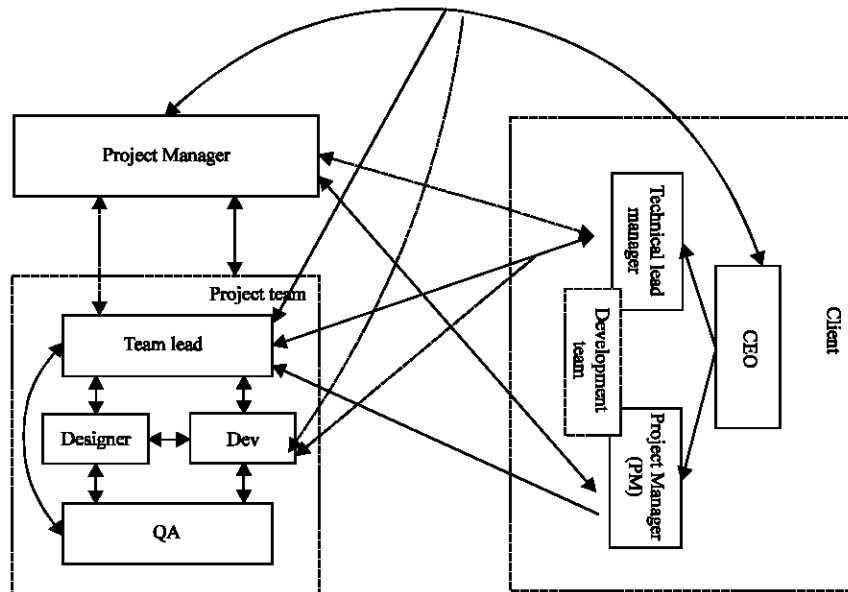 Project Manager
Project team
Team lead
Designer
Dev
QA
Technical lead
manager
Development
team
Project Manager
(PM)
CEO
Client